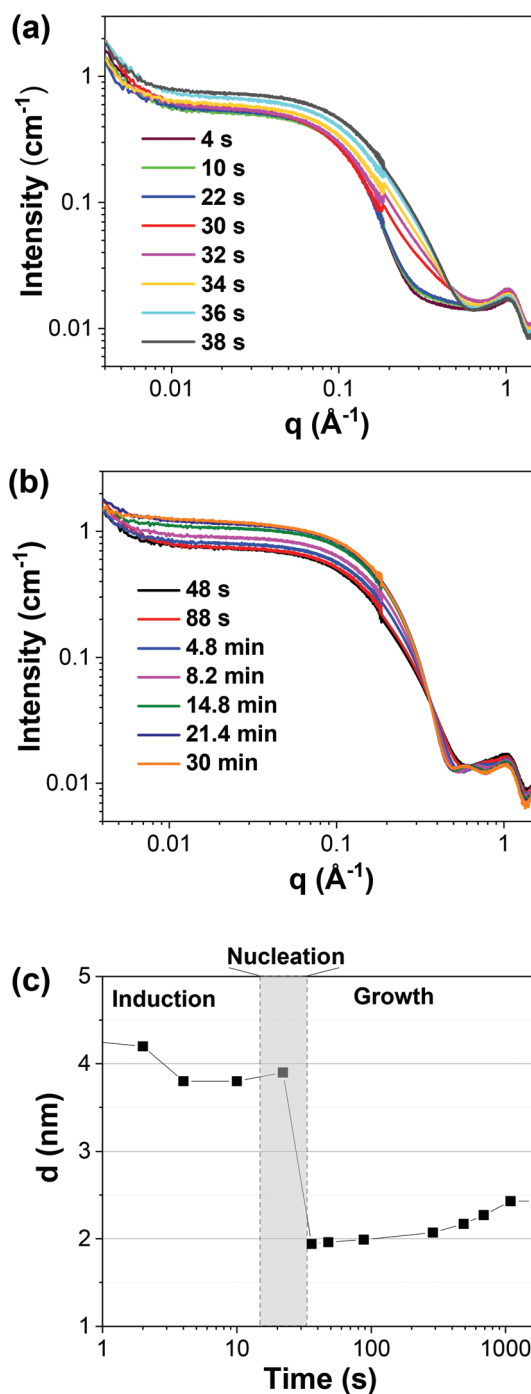 (a)
Intensity (cm⁻¹)
1
0.1
0.01
4 s
10 s
22 s
30 s
32 s
34 s
36 s
38 s
0.01 0.1 1
q (Å⁻¹)
(b)
Intensity (cm⁻¹)
1
0.1
0.01
48 s
88 s
4.8 min
8.2 min
14.8 min
21.4 min
30 min
0.01 0.1 1
q (Å⁻¹)
(c)
Nucleation
Induction Growth
d (nm)
5
4
3
2
1
1 10 100 1000
Time (s)